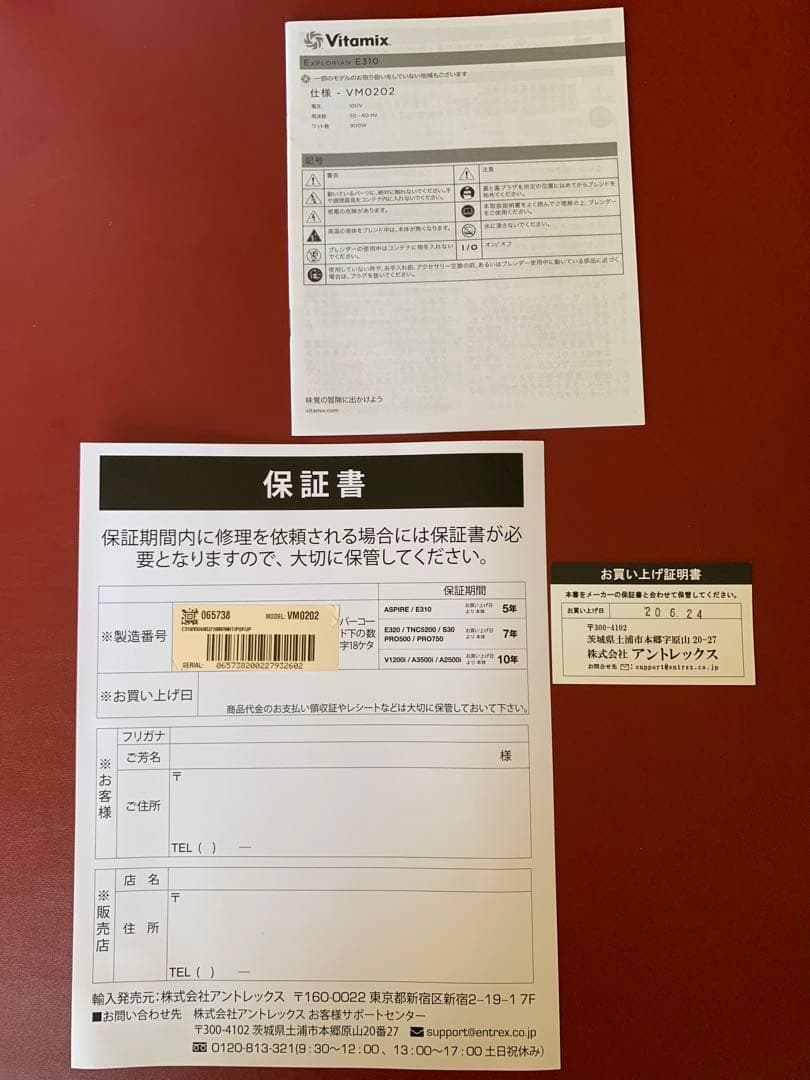 Vitamix
EXPLORIAN E310
一部のモデルのお取り扱いをしていない地域もございます
仕様 - VM0202
電圧: 100V
周波数: 50 - 60 Hz
ワット数: 900W
記号
警告
注意
動いているパーツに、絶対に触れないでください。手や調理器具をコンテナ内に入れないでください。
蓋と蓋プラグを所定の位置にはめてからブレンドを始めてください。
感電の危険があります。
本取扱説明書をよく読んでご理解の上、ブレンダーをご使用ください。
高温の液体をブレンド中は、本体が熱くなります。
水に浸さないでください。
ブレンダーの使用中はコンテナに物を入れないでください。
I / O オン/オフ
使用していない時や、お手入れ前、アクセサリー交換の前、あるいはブレンダー使用中に動いている部品に近づく場合は、プラグを抜いてください。
味覚の冒険に出かけよう
vitamix.com
保証書
保証期間内に修理を依頼される場合には保証書が必
要となりますので、大切に保管してください。
保証期間
※製造番号
065738 MODEL: VM0202
SERIAL: 065738200227932602
バーコー
ド下の数
字18ケタ
ASPIRE / E310 お買い上げ日より 本体 5年
E320 / TNC5200 / S30
PRO500 / PRO750 お買い上げ日より 本体 7年
V1200i / A3500i / A2500i お買い上げ日より 本体 10年
※お買い上げ日
商品代金のお支払い領収証やレシートなどは大切に保管しておいて下さい。
※お客様
フリガナ
ご芳名 様
ご住所 〒
TEL ( ) —
※販売店
店 名
住 所 〒
TEL ( ) —
輸入発売元:株式会社アントレックス 〒160-0022 東京都新宿区新宿2-19-1 7F
■お問い合わせ先 株式会社アントレックス お客様サポートセンター
〒300-4102 茨城県土浦市本郷原山20番27 support@entrex.co.jp
0120-813-321(9:30〜12:00、13:00〜17:00 土日祝休み)
お買い上げ証明書
本書をメーカーの保証書と合わせて保管してください。
お買い上げ日 '20.6.24
〒300-4102
茨城県土浦市本郷字原山 20-27
株式会社 アントレックス
お問合せ先 : support@entrex.co.jp